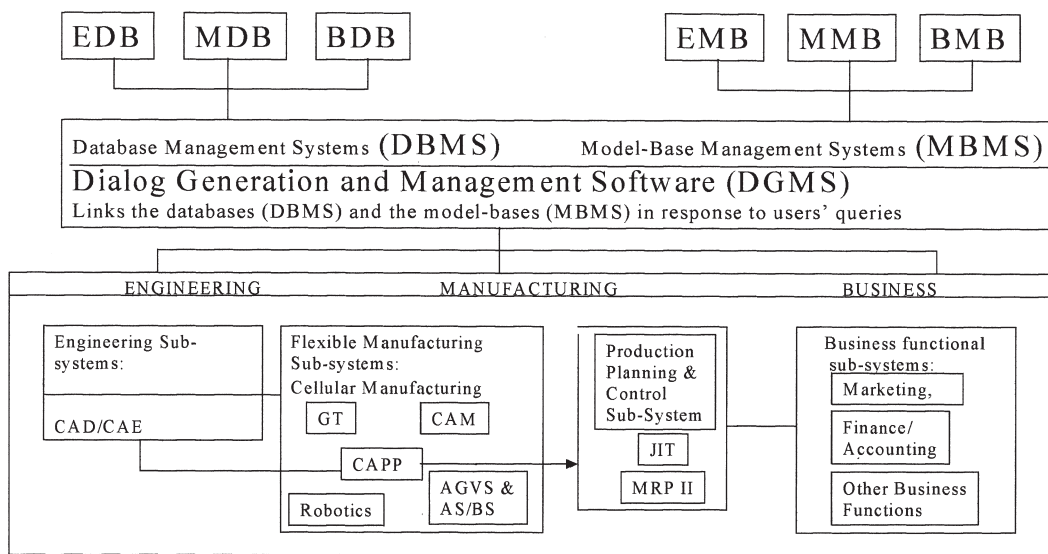 EDB MDB BDB EMB MMB BMB
Database Management Systems (DBMS) Model-Base Management Systems (MBMS)
Dialog Generation and Management Software (DGMS)
Links the databases (DBMS) and the model-bases (MBMS) in response to users' queries
ENGINEERING MANUFACTURING BUSINESS
Engineering Sub-
systems:
CAD/CAE
Flexible Manufacturing
Sub-systems:
Cellular Manufacturing
GT CAM
CAPP
Robotics
AGVS &
AS/BS
Production
Planning &
Control
Sub-System
JIT
MRP II
Business functional
sub-systems:
Marketing,
Finance/
Accounting
Other Business
Functions